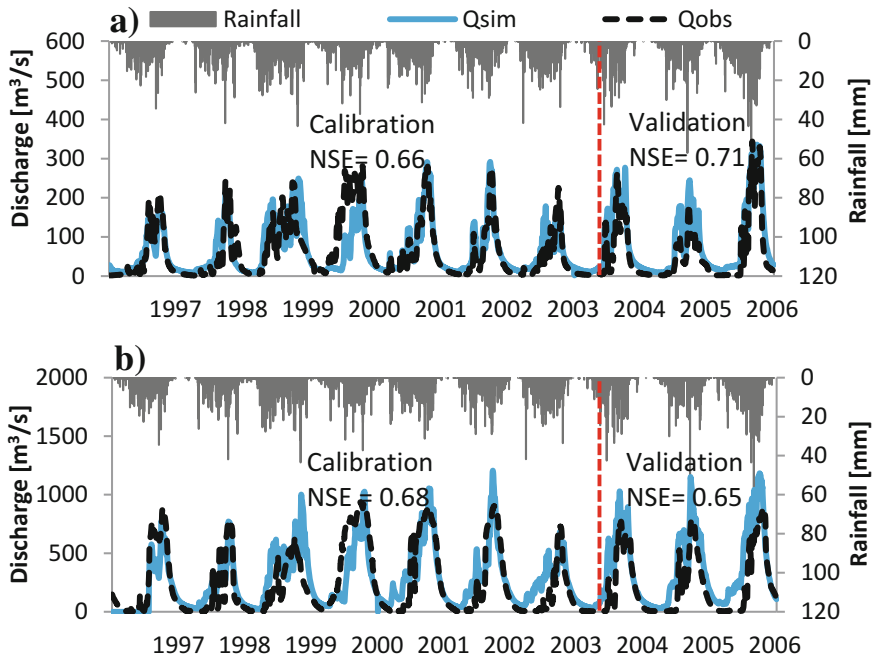 a) Rainfall Qsim Qobs
Discharge [m³/s]
600
500
400
300
200
100
0
Calibration
NSE = 0.66
Validation
NSE= 0.71
0
20
40
60
80
100
120
Rainfall [mm]
1997 1998 1999 2000 2001 2002 2003 2004 2005 2006
b)
Discharge [m³/s]
2000
1500
1000
500
0
Calibration
NSE = 0.68
Validation
NSE= 0.65
0
20
40
60
80
100
120
Rainfall [mm]
1997 1998 1999 2000 2001 2002 2003 2004 2005 2006